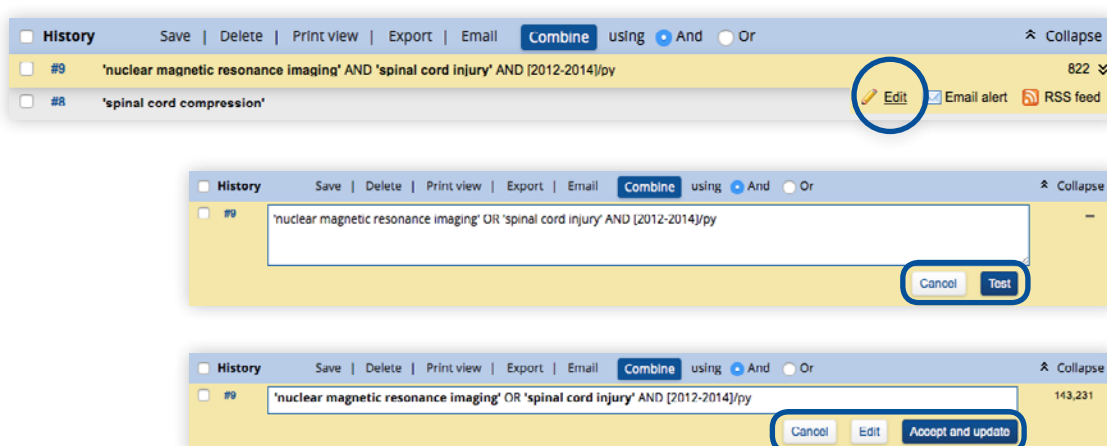 History Save | Delete | Print view | Export | Email Combine using And Or Collapse
#9 'nuclear magnetic resonance imaging' AND 'spinal cord injury' AND [2012-2014]/py 822
#8 'spinal cord compression' Edit Email alert RSS feed
History Save | Delete | Print view | Export | Email Combine using And Or Collapse
#9 'nuclear magnetic resonance imaging' OR 'spinal cord injury' AND [2012-2014]/py –
Cancel Test
History Save | Delete | Print view | Export | Email Combine using And Or Collapse
#9 'nuclear magnetic resonance imaging' OR 'spinal cord injury' AND [2012-2014]/py 143,231
Cancel Edit Accept and update